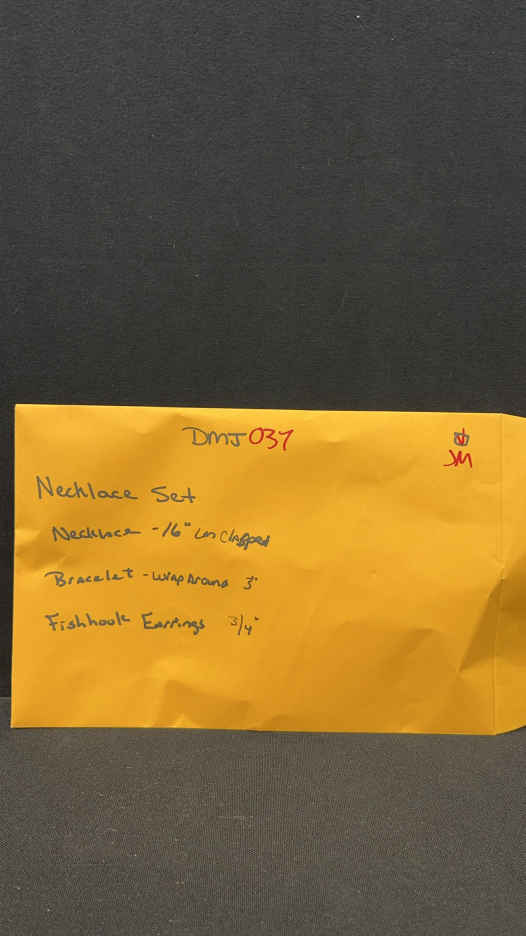 DMJ037
JM
Necklace Set
Necklace - 16" Unclasped
Bracelet - Wrap Around 3"
Fishhook Earrings 3/4"